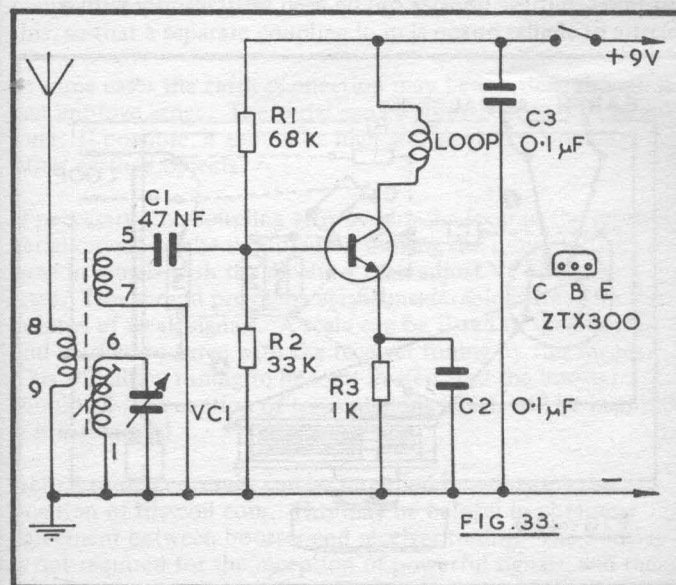 +9V
R1
68K
LOOP
C3
0.1µF
C1
47NF
5
7
8
9
6
1
VC1
R2
33K
R3
1K
C2 0.1µF
C B E
ZTX300
−
FIG.33.